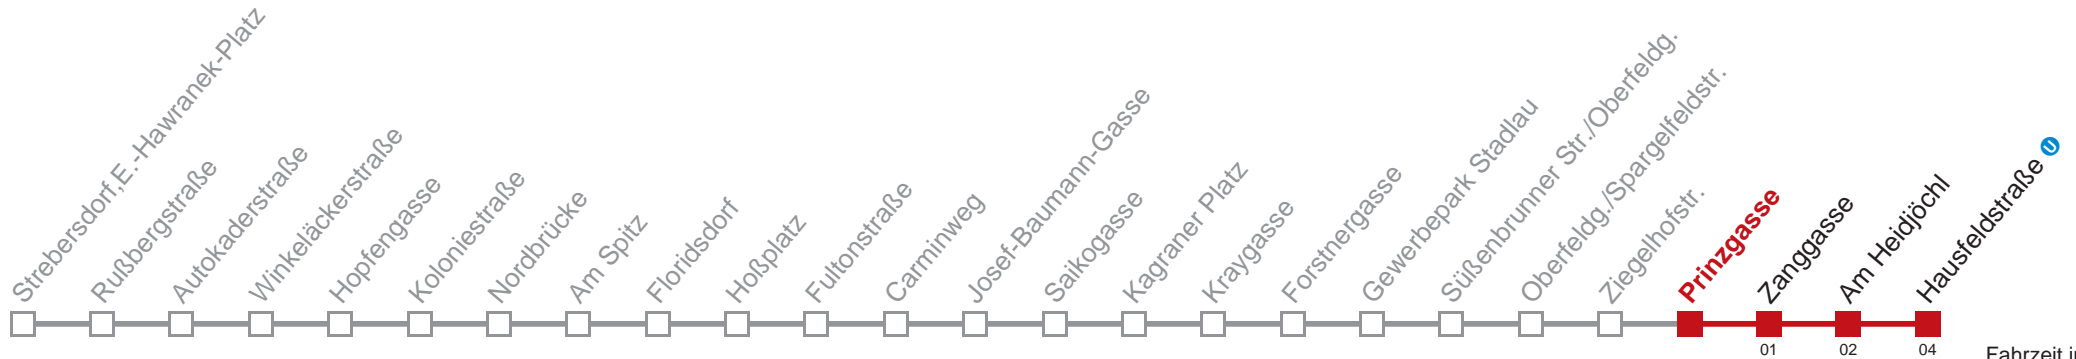 Strebersdorf,E.-Hawranek-Platz
Rußbergstraße
Autokaderstraße
Winkeläckerstraße
Hopfengasse
Koloniestraße
Nordbrücke
Am Spitz
Floridsdorf
Hoßplatz
Fultonstraße
Carminweg
Josef-Baumann-Gasse
Saikogasse
Kagraner Platz
Kraygasse
Forstnergasse
Gewerbepark Stadlau
Süßenbrunner Str./Oberfeldg.
Oberfeldg./Spargelfeldstr.
Ziegelhofstr.
Prinzgasse
Zanggasse
Am Heidjöchl
Hausfeldstraße U
01 02 04
Fahrzeit i